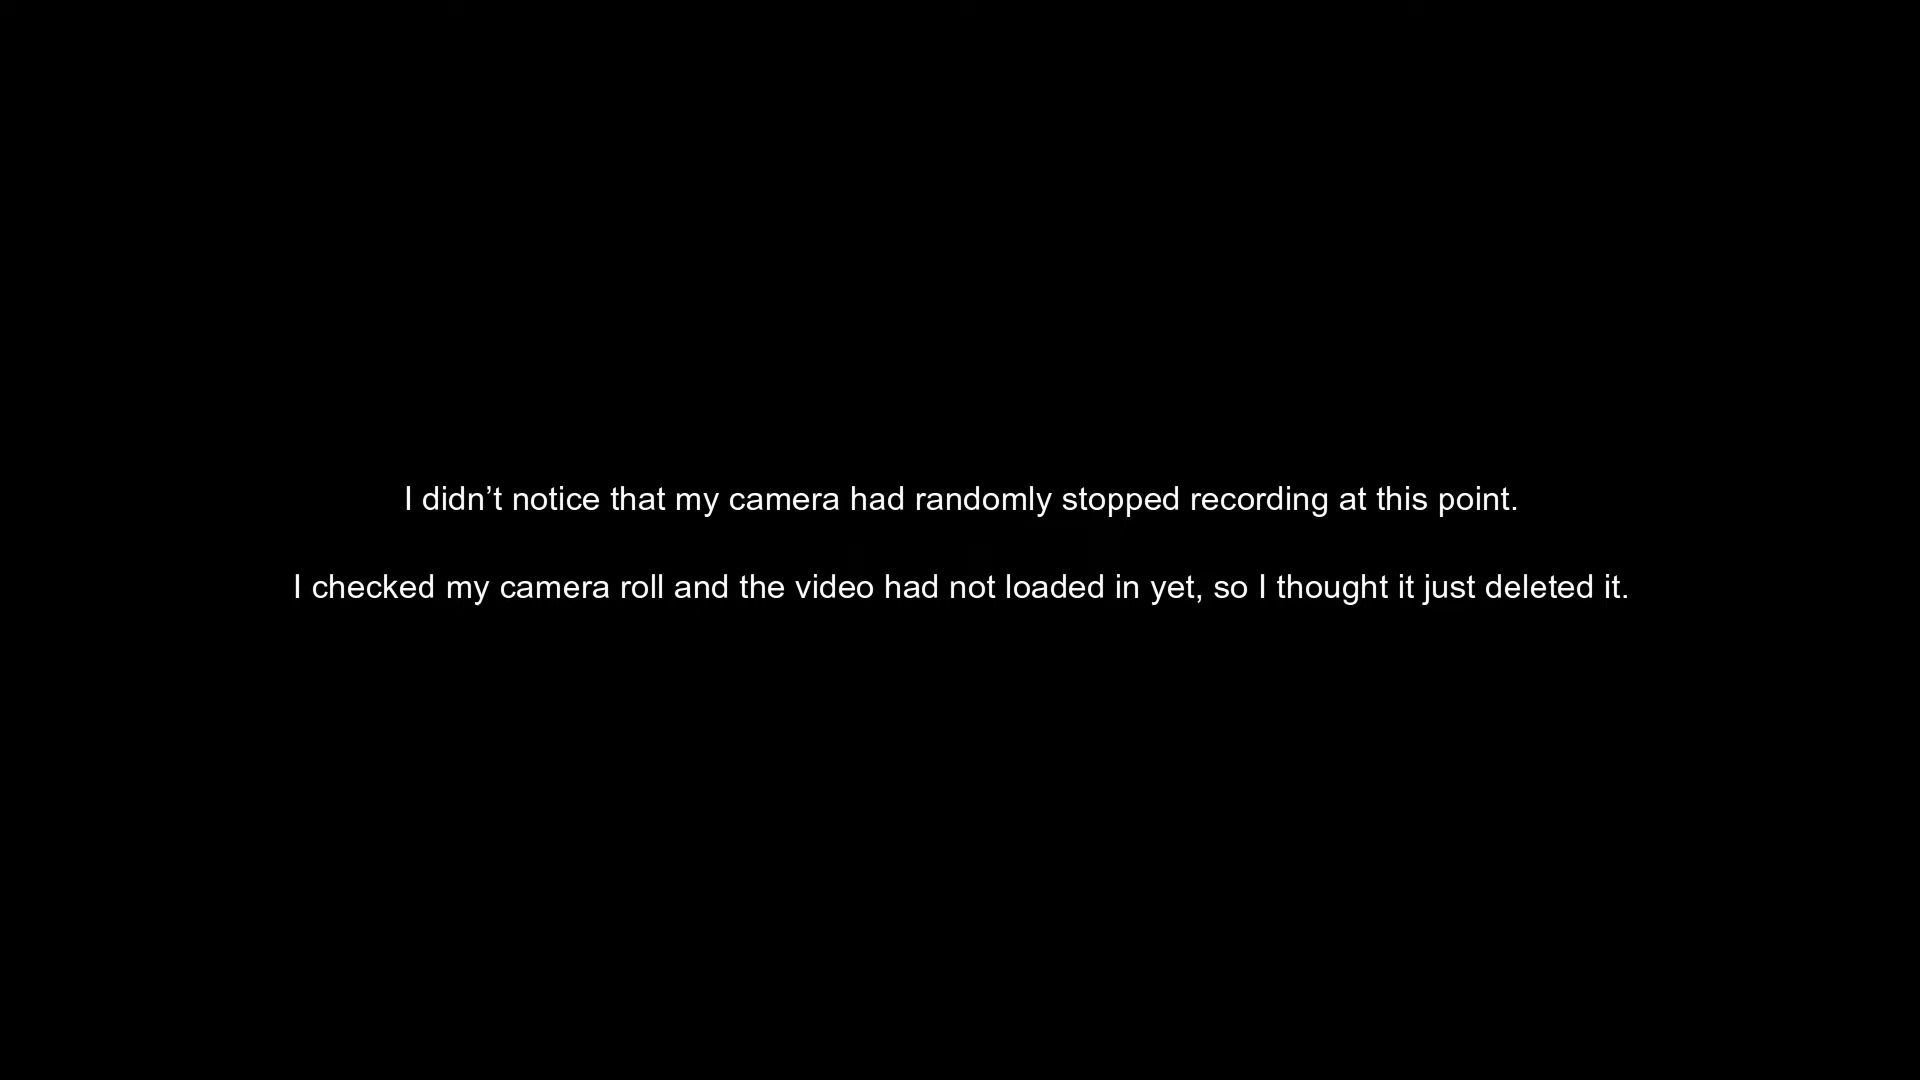 I didn’t notice that my camera had randomly stopped recording at this point.
I checked my camera roll and the video had not loaded in yet, so I thought it just deleted it.